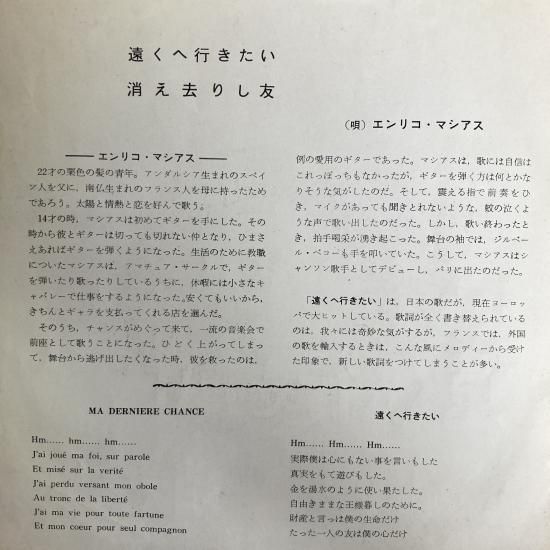 遠くへ行きたい
消え去りし友
(唄) エンリコ・マシアス
エンリコ・マシアス
22才の栗色の髪の青年。アンダルシア生まれのスペイ
ン人を父に、南仏生まれのフランス人を母に持ったため
であろう。太陽と情熱と恋を好んで歌う。
14才の時、マシアスは初めてギターを手にした。その
時から彼とギターは切っても切れない仲となり、ひまさ
えあればギターを弾くようになった。生活のために教職
についたマシアスは、アマチュア・サークルで、ギター
を弾いたり歌ったりしているうちに、休暇には小さなキ
ャバレーで仕事をするようになった。安くてもいいから、
きちんとギャラを支払ってくれる店を選んだ。
そのうち、チャンスがめぐって来て、一流の音楽会で
前座として歌うことになった。ひどく上がってしまっ
て、舞台から逃げ出したくなった時、彼を救ったのは、
例の愛用のギターであった。マシアスは、歌には自信は
これっぽっちもなかったが、ギターを弾く方は何とかな
りそうな気がしたのだ。そして、震える指で前奏をひ
き、マイクがあっても聞きとれないような、蚊の泣くよ
うな声で歌い出したのだった。しかし、歌い終わったと
き、拍手喝采が湧き起こった。舞台の袖では、ジルベー
ル・ベコーも手を叩いていた。こうして、マシアスはシ
ャンソン歌手としてデビューし、パリに出たのだった。
「遠くへ行きたい」は、日本の歌だが、現在ヨーロッ
パで大ヒットしている。歌詞が全く書き替えられている
のは、我々には奇妙な気がするが、フランスでは、外国
の歌を輸入するときは、こんな風にメロディーから受け
た印象で、新しい歌詞をつけてしまうことが多い。
MA DERNIERE CHANCE
Hm...... hm...... hm......
J'ai joué ma foi, sur parole
Et misé sur la verité
J'ai perdu versant mon obole
Au tronc de la liberté
J'ai ma vie pour toute fartune
Et mon coeur pour seul compagnon
遠くへ行きたい
Hm...... Hm...... Hm......
実際僕は心にもない事を言いもした
真実をもて遊びもした。
金を湯水のように使い果たした。
自由きままな王様暮しのために。
財産と言っは僕の生命だけ
たった一人の友は僕の心だけ